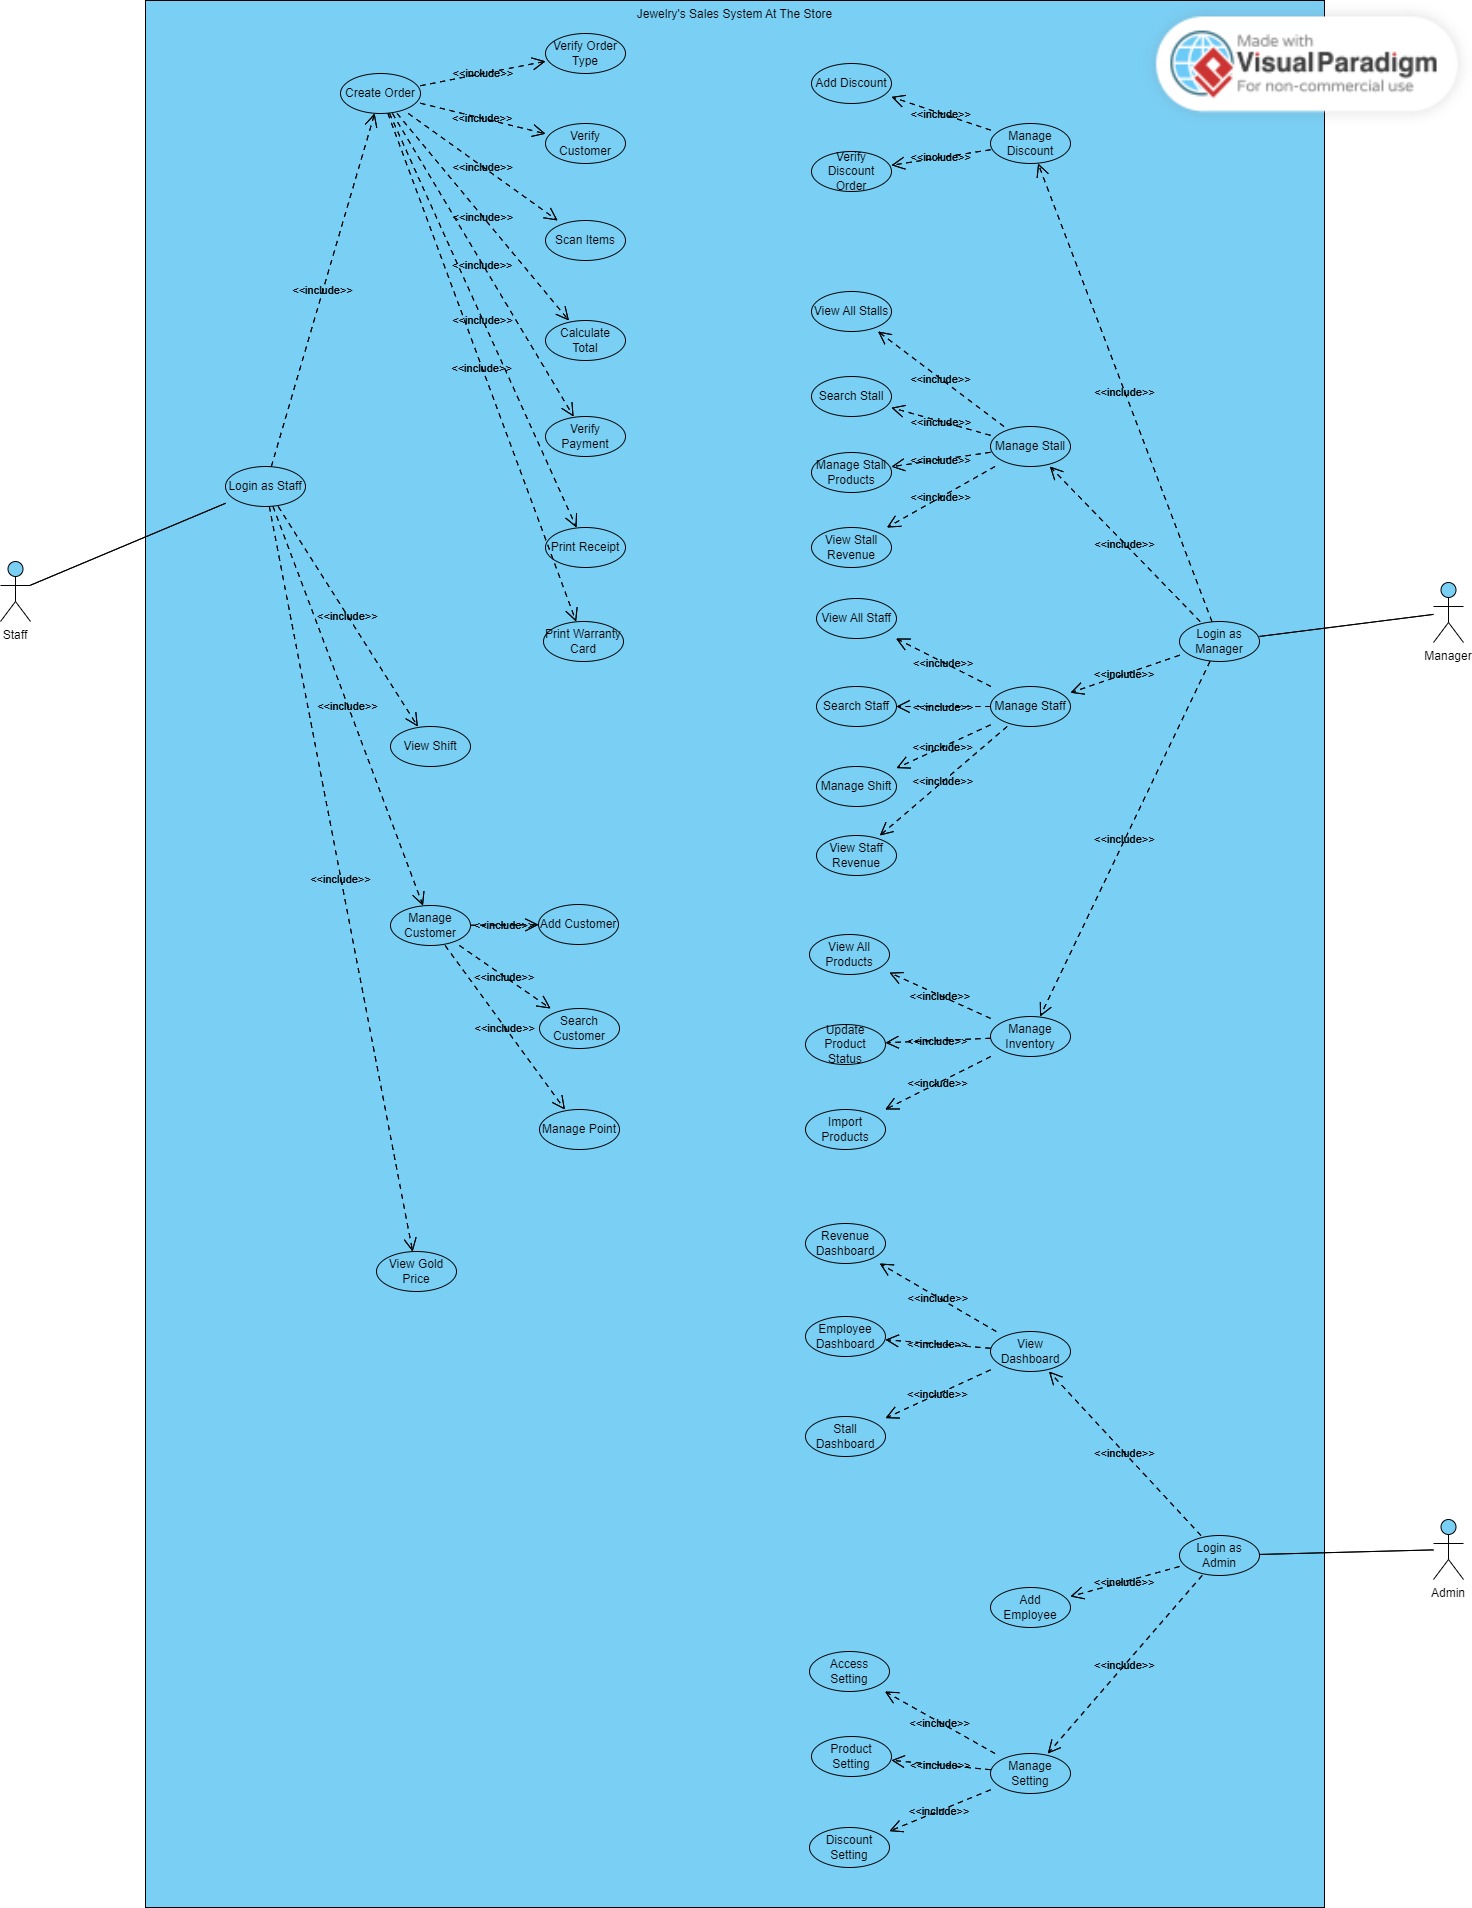 Jewelry's Sales System At The Store
Made with
VisualParadigm
For non-commercial use
Verify Order
Type
<<include>>
Create Order
<<include>>
Verify
Customer
<<include>>
Scan Items
<<include>>
Calculate
Total
<<include>>
Verify
Payment
<<include>>
Print Receipt
<<include>>
Print Warranty
Card
<<include>>
Login as Staff
Staff
<<include>>
View Shift
<<include>>
Manage
Customer
<<include>>
Add Customer
<<include>>
Search
Customer
<<include>>
Manage Point
<<include>>
View Gold
Price
Add Discount
<<include>>
Manage
Discount
Verify
Discount
Order
<<include>>
<<include>>
View All Stalls
<<include>>
Search Stall
<<include>>
Manage Stall
Manage Stall
Products
<<include>>
<<include>>
View Stall
Revenue
<<include>>
View All Staff
<<include>>
Login as
Manager
Manager
<<include>>
Search Staff
<<include>>
Manage Staff
<<include>>
Manage Shift
<<include>>
View Staff
Revenue
<<include>>
View All
Products
<<include>>
Update
Product
Status
<<include>>
Manage
Inventory
<<include>>
Import
Products
Revenue
Dashboard
<<include>>
Employee
Dashboard
<<include>>
View
Dashboard
<<include>>
Stall
Dashboard
<<include>>
Login as
Admin
Admin
<<include>>
Add
Employee
<<include>>
Access
Setting
<<include>>
Product
Setting
<<include>>
Manage
Setting
<<include>>
Discount
Setting